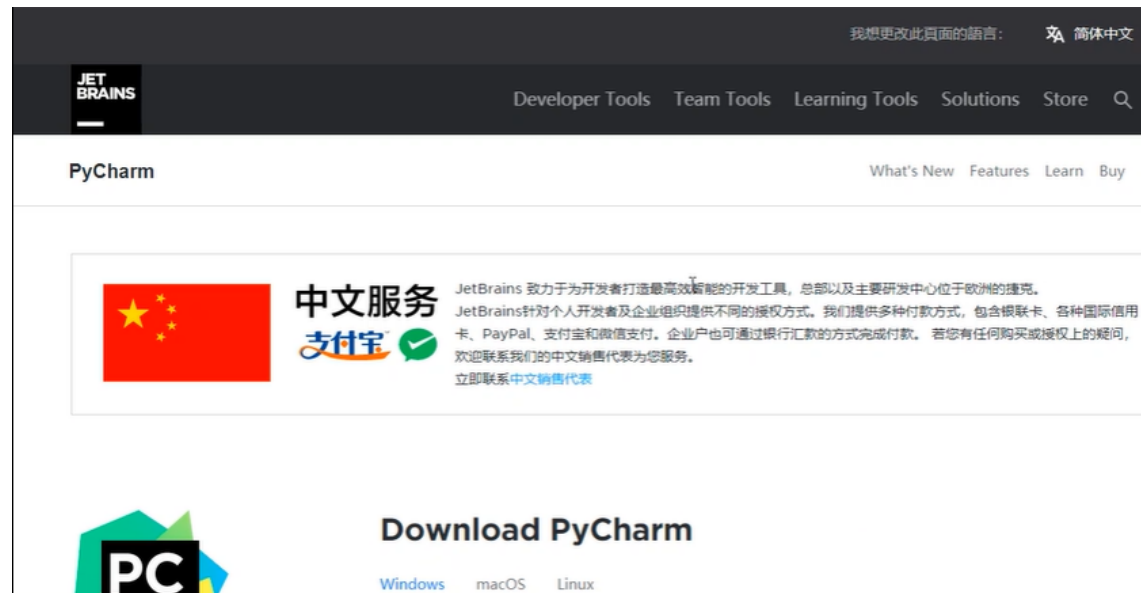 我想更改此頁面的語言： 简体中文
JET
BRAINS
Developer Tools Team Tools Learning Tools Solutions Store
PyCharm
What's New Features Learn Buy
中文服务
支付宝
JetBrains 致力于为开发者打造最高效智能的开发工具，总部以及主要研发中心位于欧洲的捷克。
JetBrains针对个人开发者及企业组织提供不同的授权方式。我们提供多种付款方式，包含银联卡、各种国际信用
卡、PayPal、支付宝和微信支付。企业户也可通过银行汇款的方式完成付款。 若您有任何购买或授权上的疑问，
欢迎联系我们的中文销售代表为您服务。
立即联系中文销售代表
Download PyCharm
PC
Windows macOS Linux